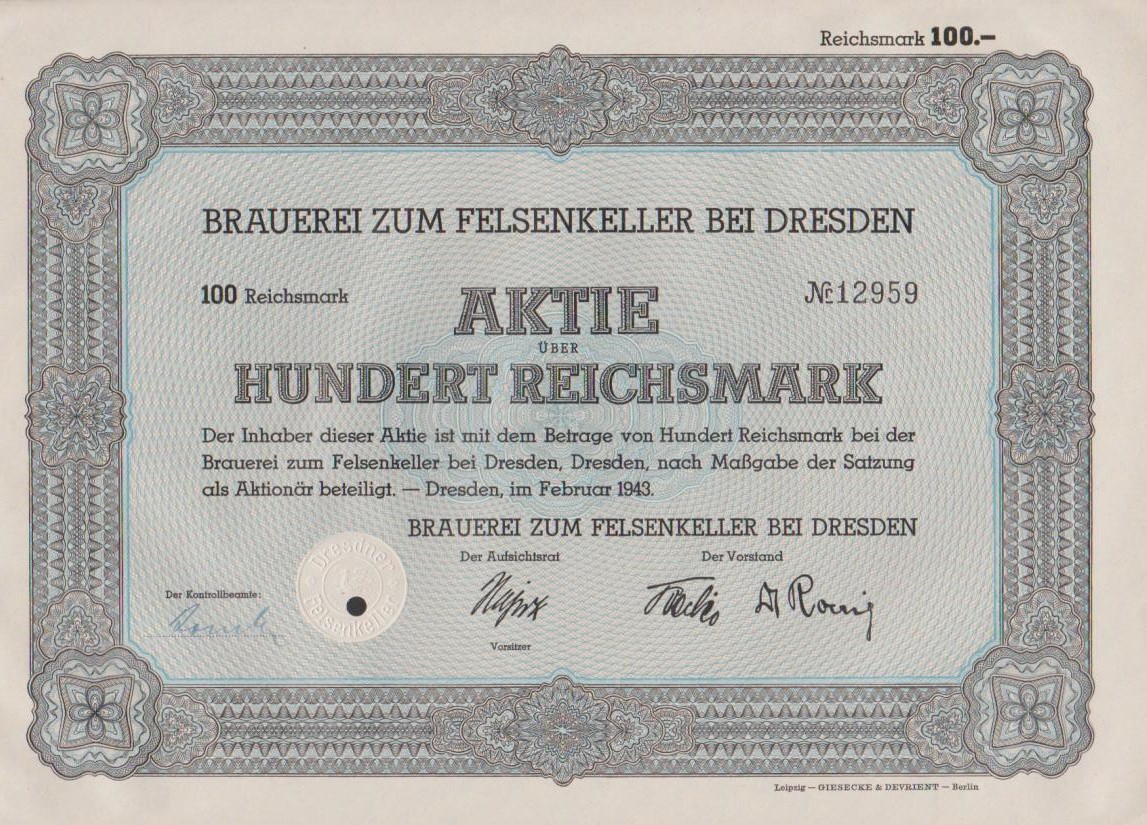 Reichsmark 100.–
BRAUEREI ZUM FELSENKELLER BEI DRESDEN
100 Reichsmark
AKTIE
№ 12959
ÜBER
HUNDERT REICHSMARK
Der Inhaber dieser Aktie ist mit dem Betrage von Hundert Reichsmark bei der
Brauerei zum Felsenkeller bei Dresden, Dresden, nach Maßgabe der Satzung
als Aktionär beteiligt. — Dresden, im Februar 1943.
BRAUEREI ZUM FELSENKELLER BEI DRESDEN
Der Aufsichtsrat
Der Vorstand
Der Kontrollbeamte:
Dresdner
Felsenkeller
Vorsitzer
Leipzig — GIESECKE & DEVRIENT — Berlin